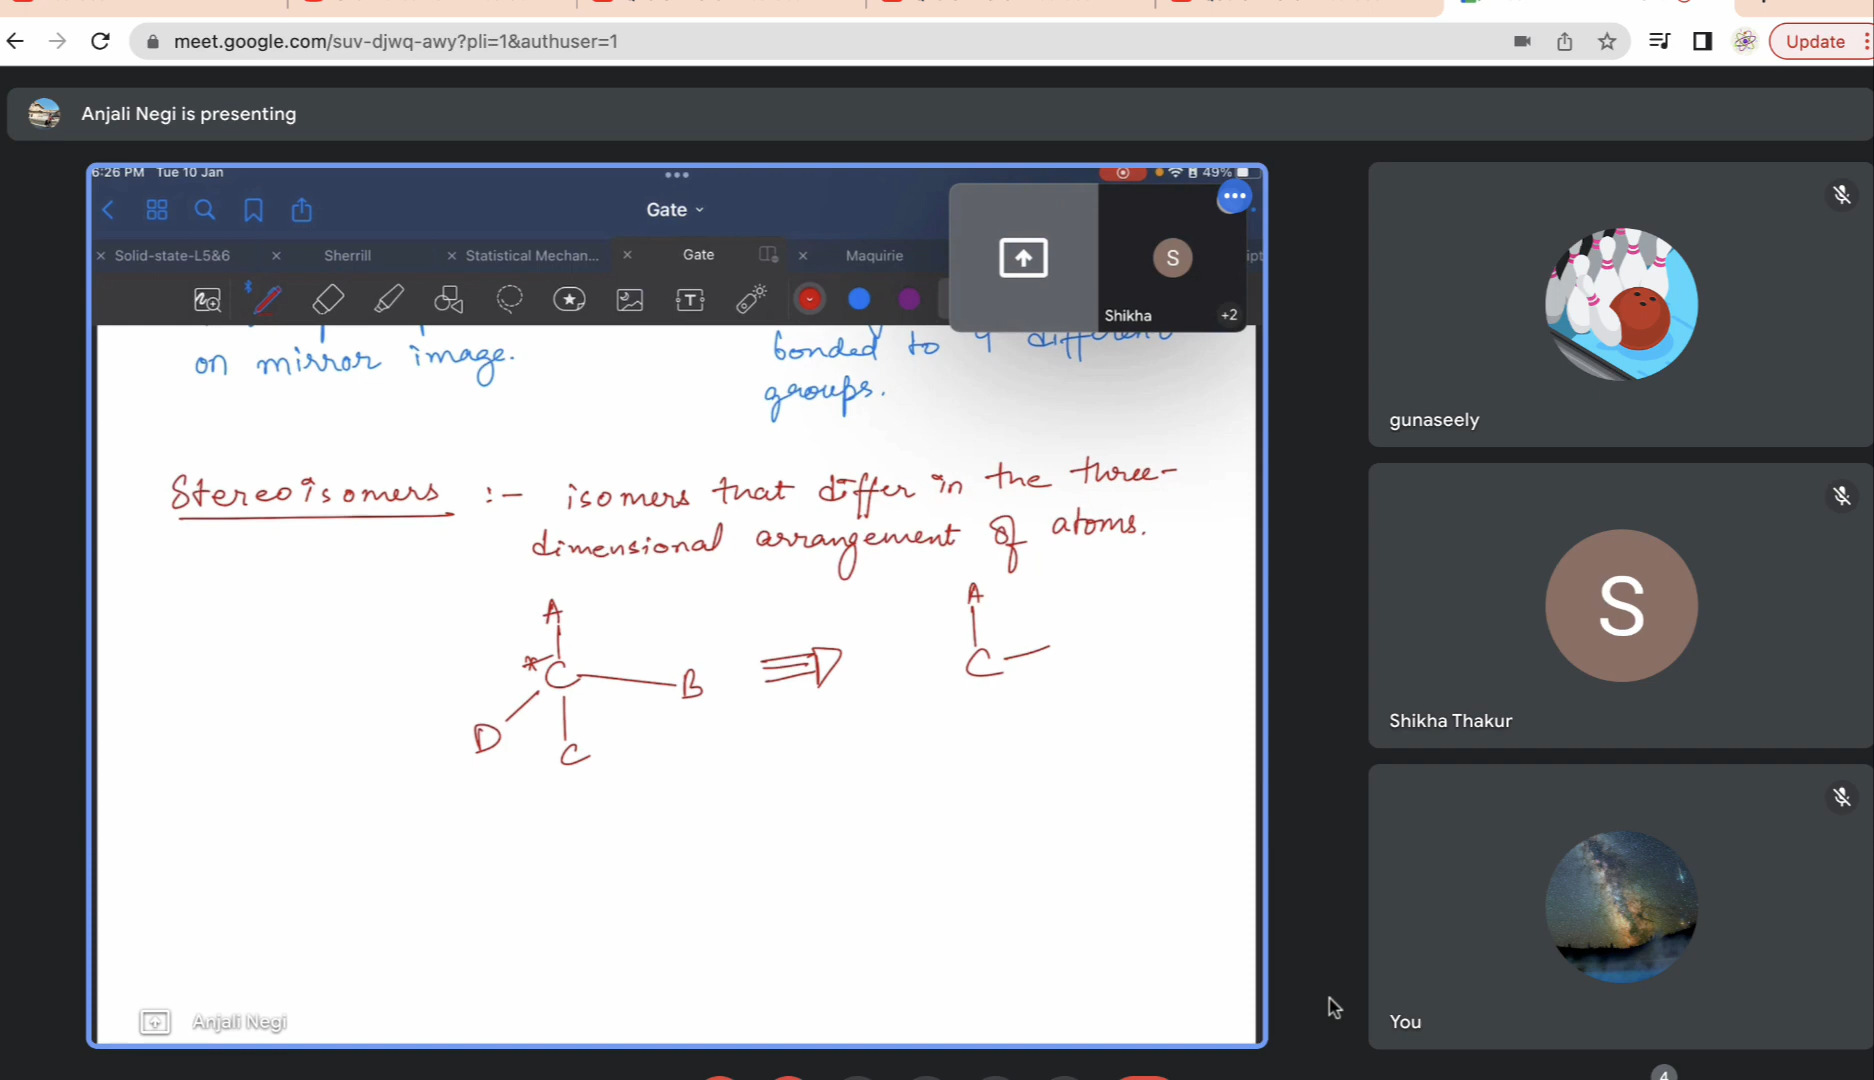 meet.google.com/suv-djwq-awy?pli=1&authuser=1
Update
Anjali Negi is presenting
6:26 PM Tue 10 Jan
49%
Gate
Solid-state-L5&6
Sherrill
Statistical Mechan...
Gate
Maquirie
S
Shikha
+2
on mirror image.
bonded to 4 different
groups.
Stereoisomers :- isomers that differ in the three-
dimensional arrangement of atoms.
A
* C
B
D
C
A
C
Anjali Negi
gunaseely
S
Shikha Thakur
You
4